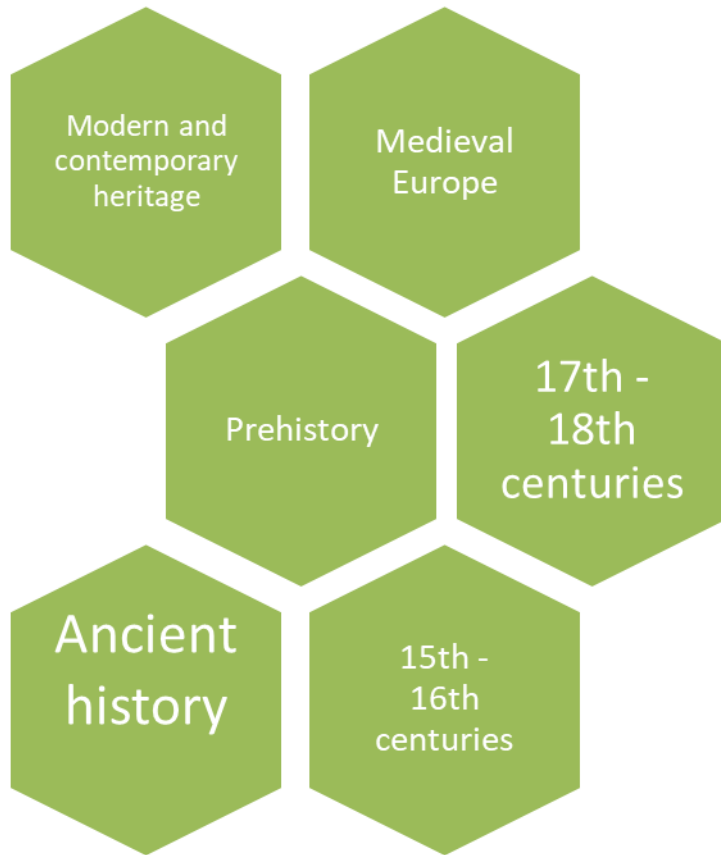 Modern and
contemporary
heritage
Medieval
Europe
Prehistory
17th -
18th
centuries
Ancient
history
15th -
16th
centuries